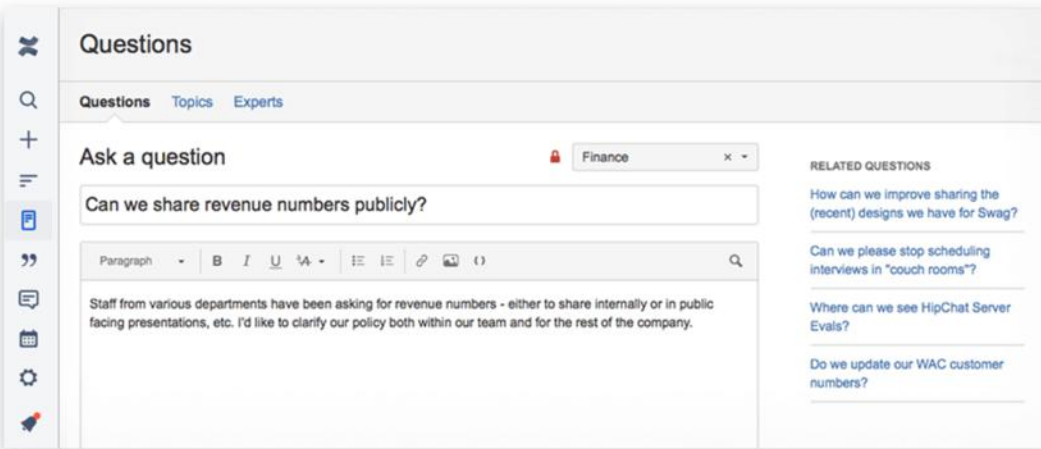 Questions
Questions Topics Experts
Ask a question
Finance
Can we share revenue numbers publicly?
Paragraph B I U
Staff from various departments have been asking for revenue numbers - either to share internally or in public
facing presentations, etc. I'd like to clarify our policy both within our team and for the rest of the company.
RELATED QUESTIONS
How can we improve sharing the
(recent) designs we have for Swag?
Can we please stop scheduling
interviews in "couch rooms"?
Where can we see HipChat Server
Evals?
Do we update our WAC customer
numbers?